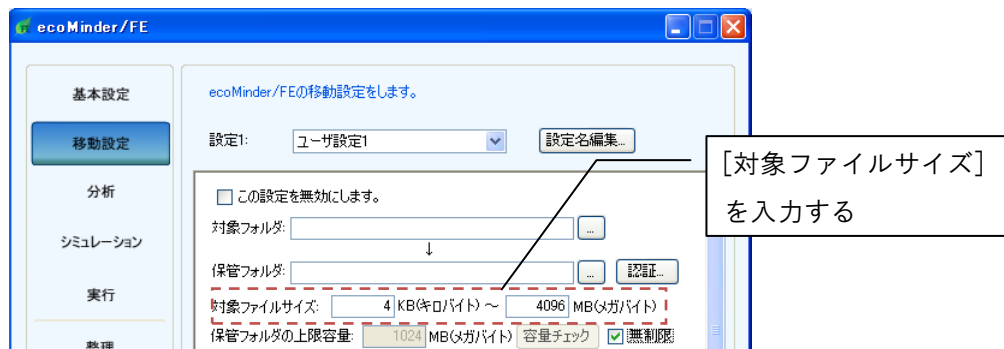 ecoMinder/FE
基本設定
移動設定
分析
シミュレーション
実行
整理
ecoMinder/FEの移動設定をします。
設定1: ユーザ設定1 設定名編集...
この設定を無効にします。
対象フォルダ: ...
↓
保管フォルダ: ... 認証...
対象ファイルサイズ: 4 KB(キロバイト) ～ 4096 MB(メガバイト)
保管フォルダの上限容量: 1024 MB(メガバイト) 容量チェック 無制限
[対象ファイルサイズ]
を入力する